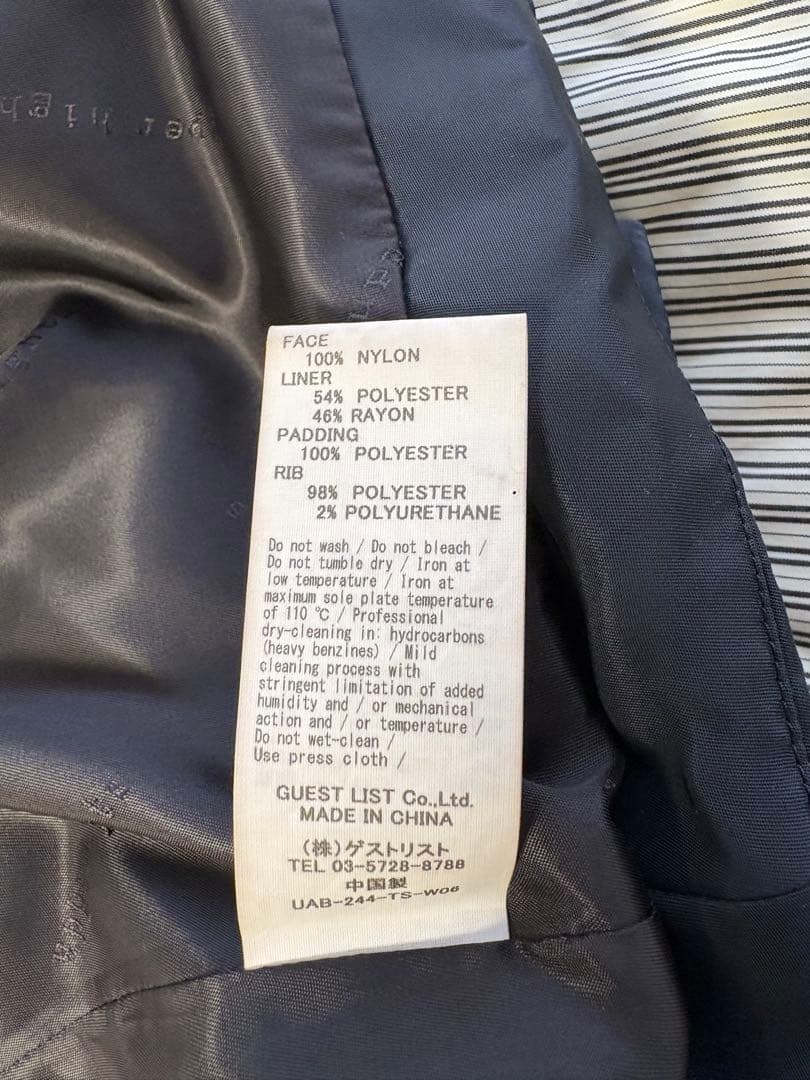 per high
FACE
100% NYLON
LINER
54% POLYESTER
46% RAYON
PADDING
100% POLYESTER
RIB
98% POLYESTER
2% POLYURETHANE
Do not wash / Do not bleach /
Do not tumble dry / Iron at
low temperature / Iron at
maximum sole plate temperature
of 110 ℃ / Professional
dry-cleaning in: hydrocarbons
(heavy benzines) / Mild
cleaning process with
stringent limitation of added
humidity and / or mechanical
action and / or temperature /
Do not wet-clean /
Use press cloth /
GUEST LIST Co.,Ltd.
MADE IN CHINA
(株)ゲストリスト
TEL 03-5728-8788
中国製
UAB-244-TS-W06